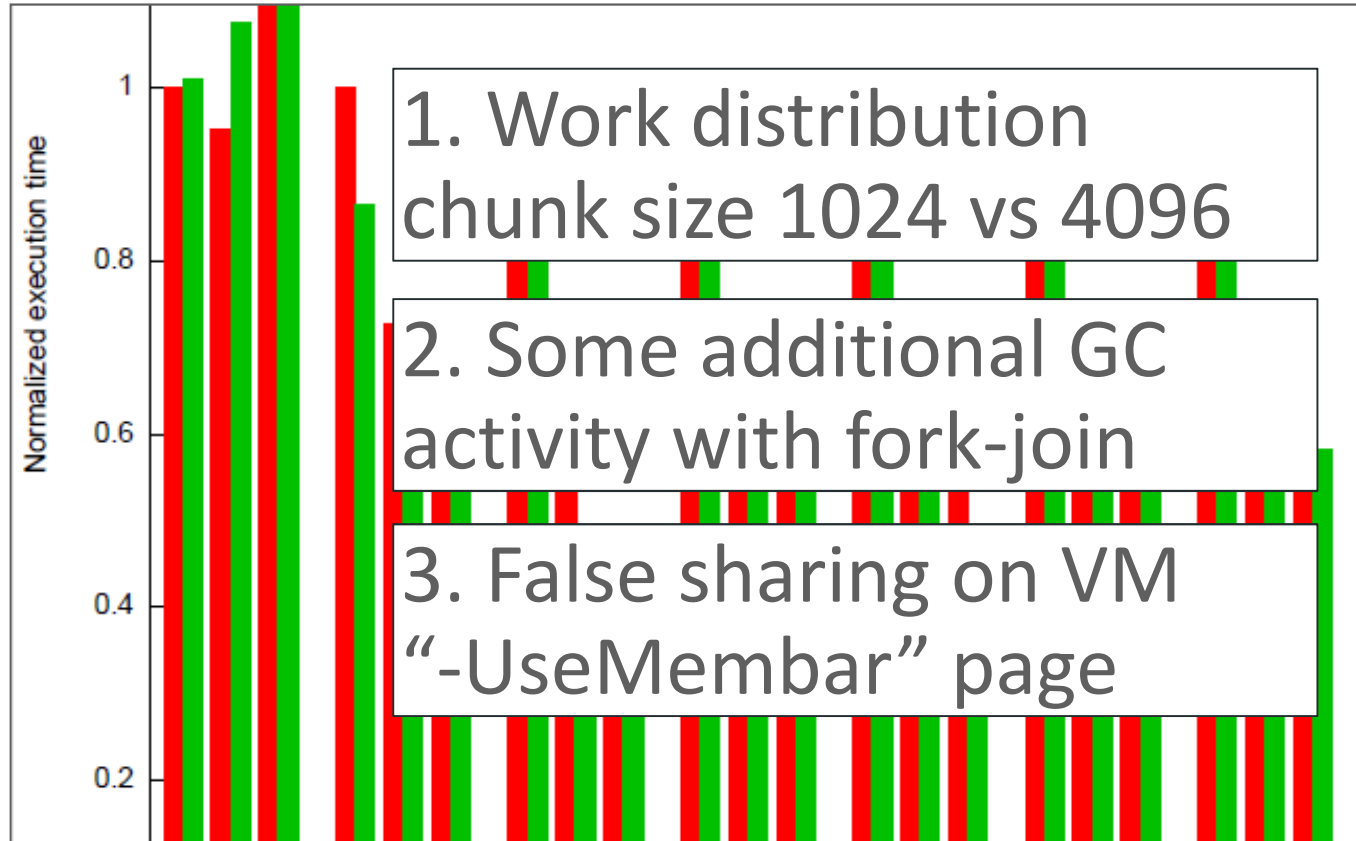 Normalized execution time
1
0.8
0.6
0.4
0.2
1. Work distribution
chunk size 1024 vs 4096
2. Some additional GC
activity with fork-join
3. False sharing on VM
“-UseMembar” page